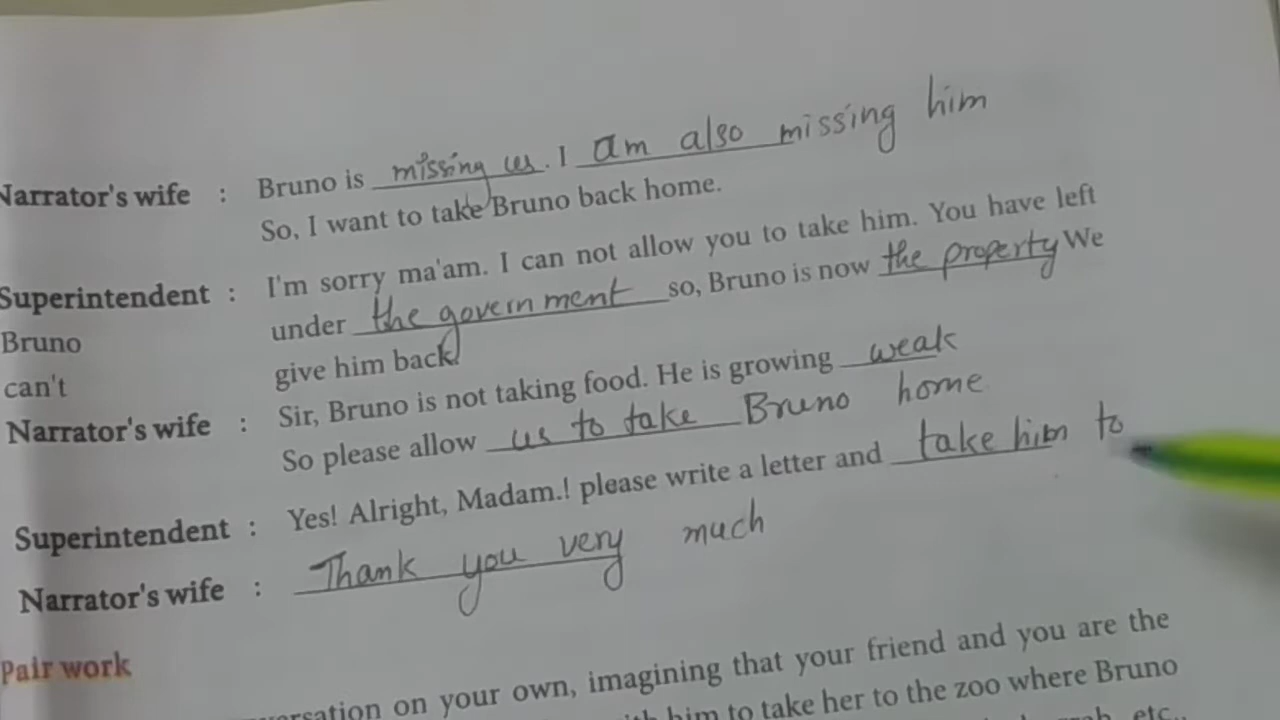 Narrator's wife : Bruno is missing us. I am also missing him
So, I want to take Bruno back home.
Superintendent : I'm sorry ma'am. I can not allow you to take him. You have left
Bruno under the government so, Bruno is now the property We
can't give him back.
Narrator's wife : Sir, Bruno is not taking food. He is growing weak
So please allow us to take Bruno home
Superintendent : Yes! Alright, Madam.! please write a letter and take him to
Narrator's wife : Thank you very much
Pair work
on your own, imagining that your friend and you are the
him to take her to the zoo where Bruno
etc.,